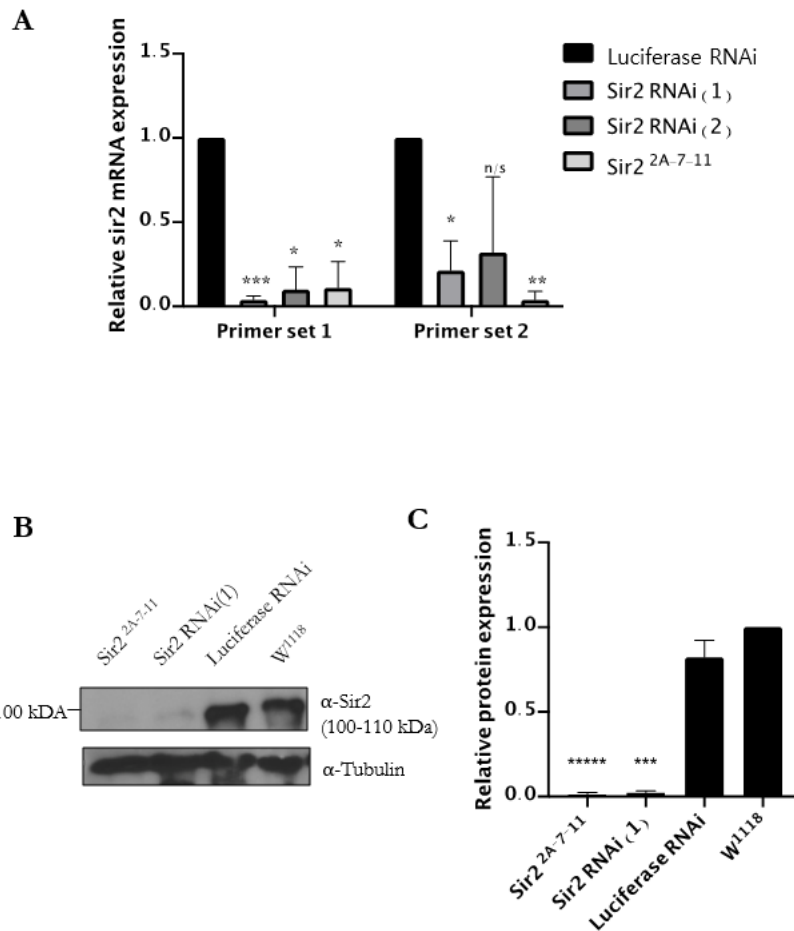 A
Relative sir2 mRNA expression
1.5
1.0
0.5
0.0
***
*
*
*
n/s
**
Primer set 1
Primer set 2
Luciferase RNAi
Sir2 RNAi(1)
Sir2 RNAi(2)
Sir2 2A-7-11
B
Sir2 2A-7-11
Sir2 RNAi(1)
Luciferase RNAi
W1118
00 kDA
α-Sir2
(100-110 kDa)
α-Tubulin
C
Relative protein expression
1.5
1.0
0.5
0.0
*****
***
Sir2 2A-7-11
Sir2 RNAi(1)
Luciferase RNAi
W1118